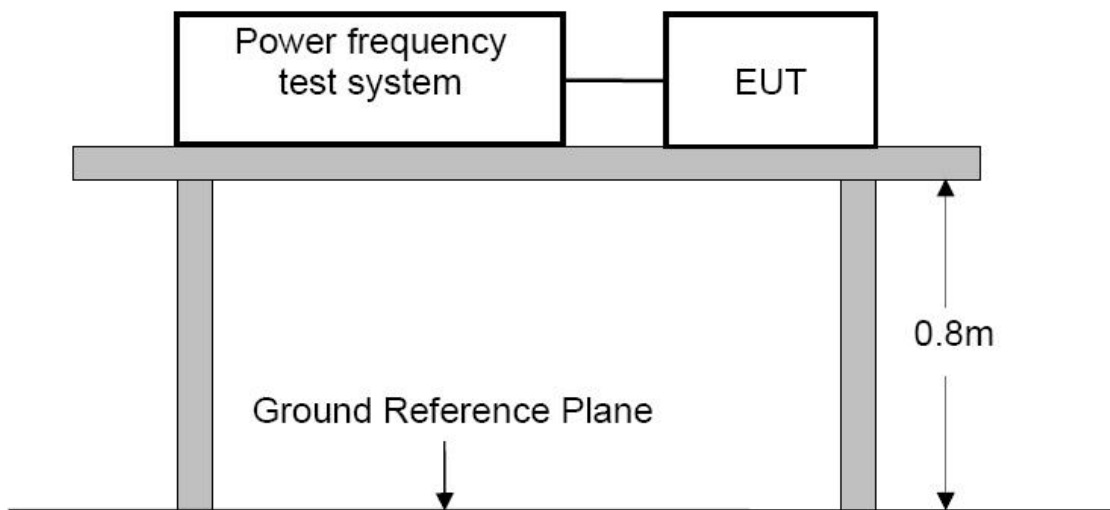 Power frequency
test system
EUT
0.8m
Ground Reference Plane